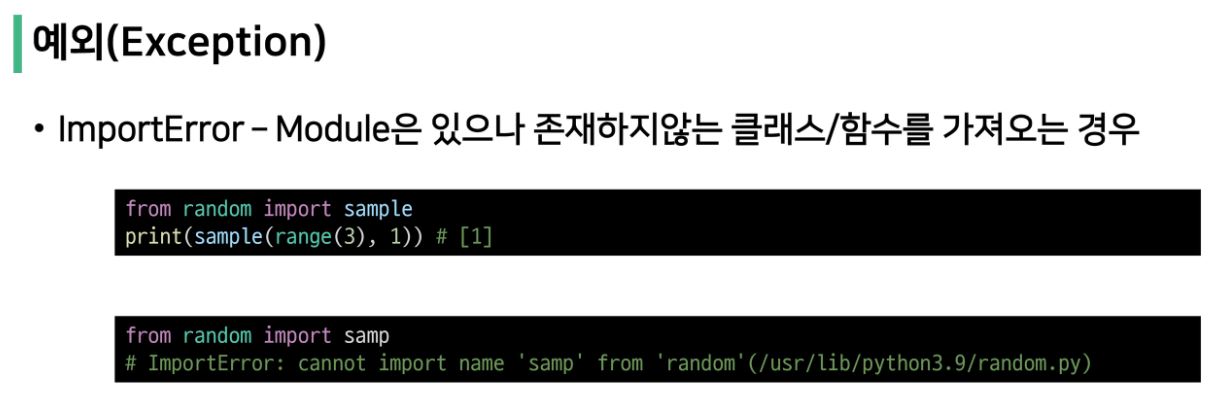 예외(Exception)
• ImportError – Module은 있으나 존재하지않는 클래스/함수를 가져오는 경우
from random import sample
print(sample(range(3), 1)) # [1]
from random import samp
# ImportError: cannot import name 'samp' from 'random'(/usr/lib/python3.9/random.py)